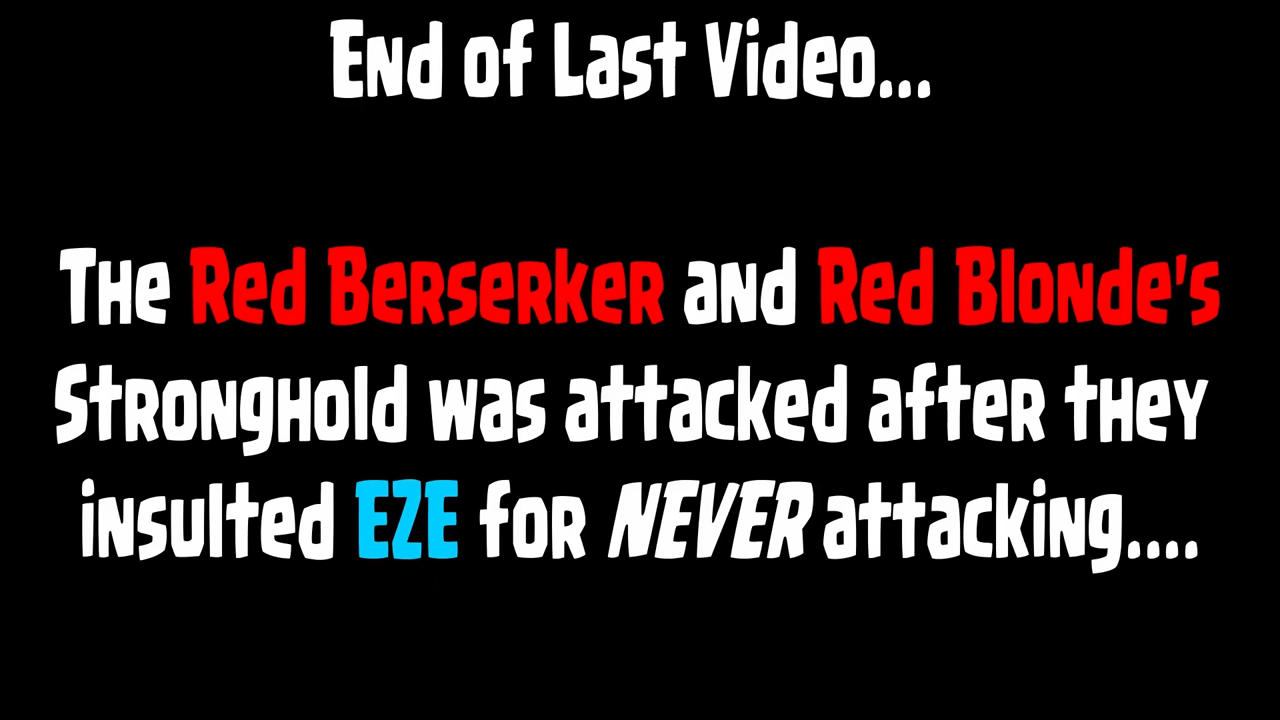 End of Last Video...
The Red Berserker and Red Blonde's
Stronghold was attacked after they
insulted EZE for NEVER attacking....